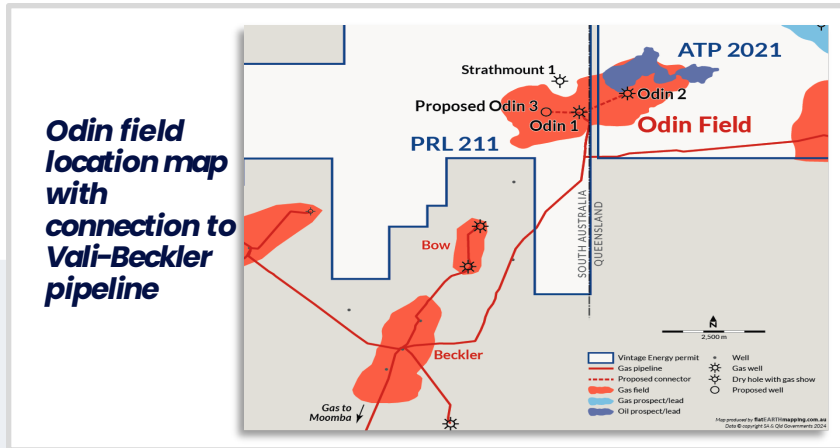 Odin field
location map
with
connection to
Vali-Beckler
pipeline
ATP 2021
Strathmount 1
Odin 2
Proposed Odin 3
Odin 1
Odin Field
PRL 211
SOUTH AUSTRALIA
QUEENSLAND
Bow
Beckler
Gas to
Moomba
N
2,500 m
Vintage Energy permit
Gas pipeline
Proposed connector
Gas field
Gas prospect/lead
Oil prospect/lead
Well
Gas well
Dry hole with gas show
Proposed well
Map produced by flatEARTHmapping.com.au
Data © copyright SA & Qld Governments 2024